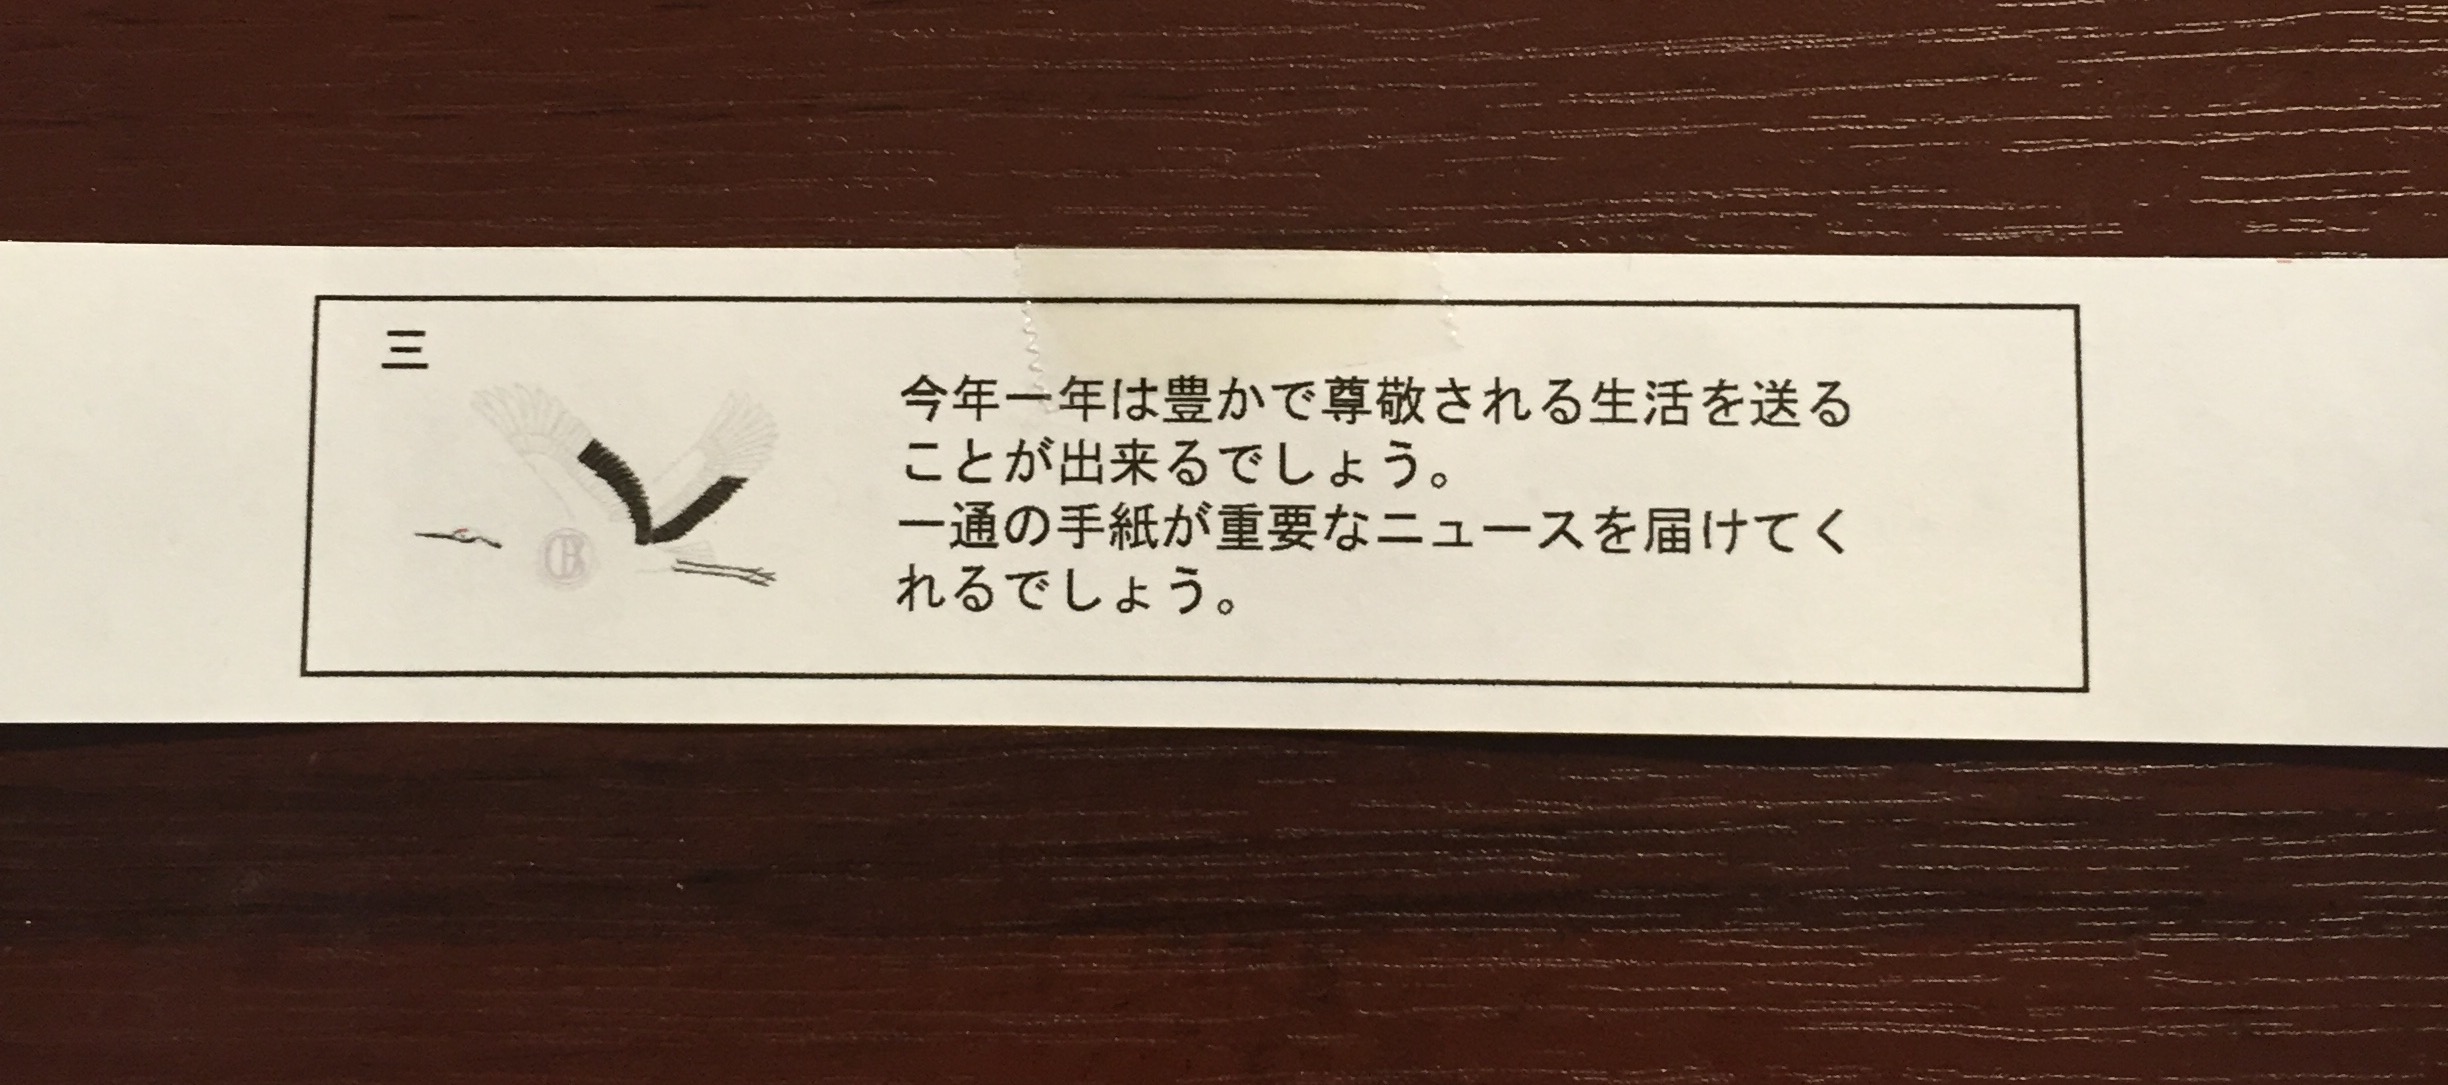 三
今年一年は豊かで尊敬される生活を送る
ことが出来るでしょう。
一通の手紙が重要なニュースを届けてく
れるでしょう。